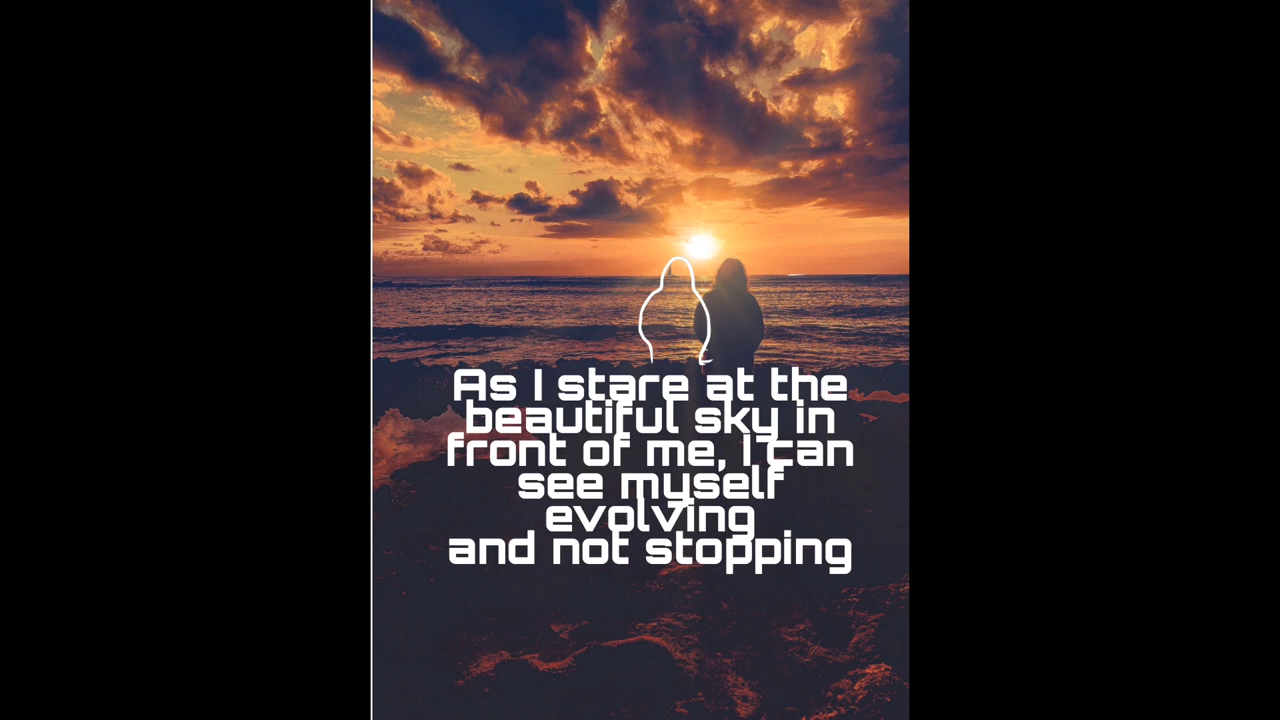 As I stare at the
beautiful sky in
front of me, I can
see myself
evolving
and not stopping